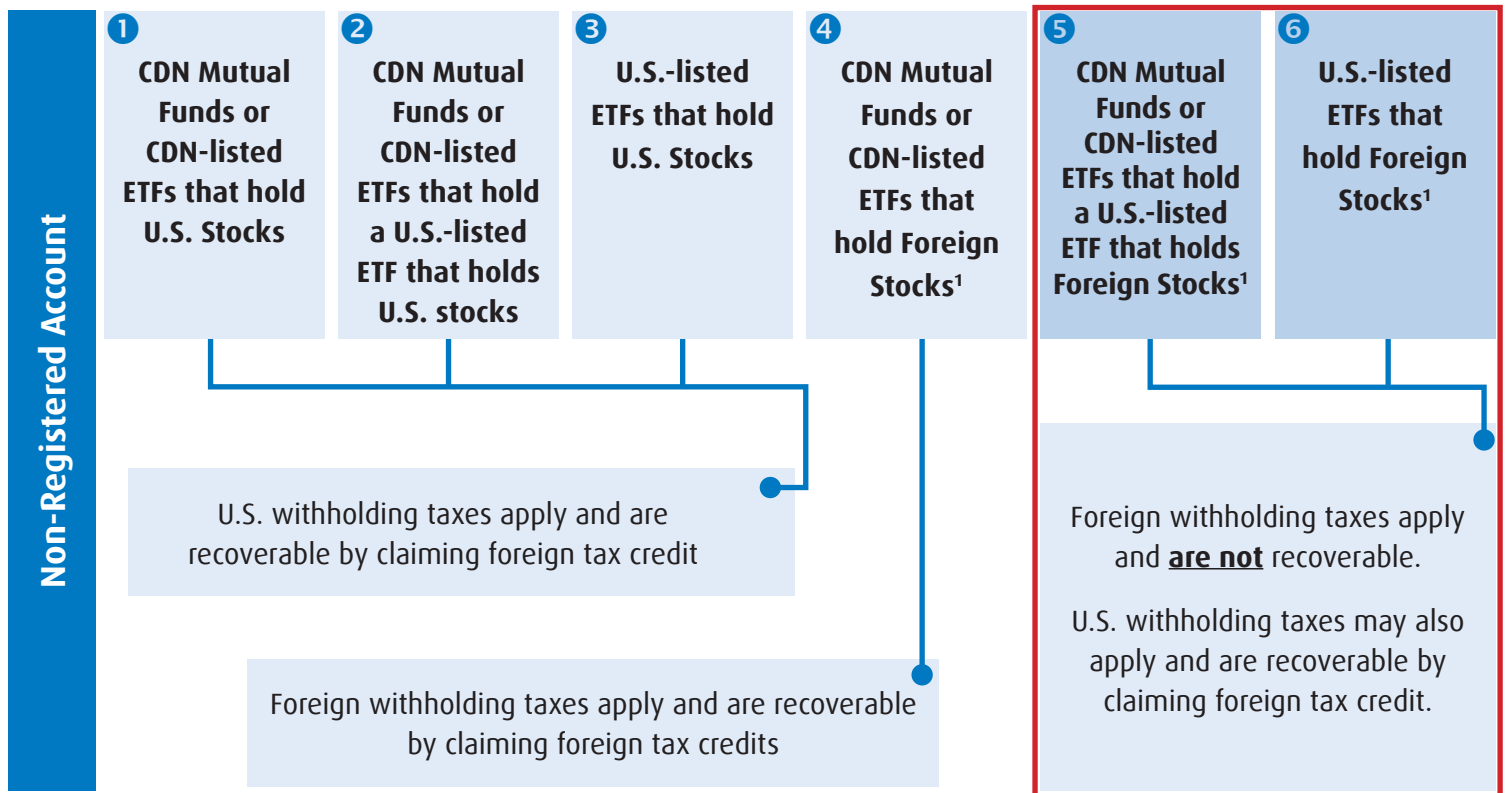 Non-Registered Account
1
CDN Mutual
Funds or
CDN-listed
ETFs that hold
U.S. Stocks
2
CDN Mutual
Funds or
CDN-listed
ETFs that hold
a U.S.-listed
ETF that holds
U.S. stocks
3
U.S.-listed
ETFs that hold
U.S. Stocks
4
CDN Mutual
Funds or
CDN-listed
ETFs that
hold Foreign
Stocks¹
5
CDN Mutual
Funds or
CDN-listed
ETFs that hold
a U.S.-listed
ETF that holds
Foreign Stocks¹
6
U.S.-listed
ETFs that
hold Foreign
Stocks¹
U.S. withholding taxes apply and are
recoverable by claiming foreign tax credit
Foreign withholding taxes apply and are recoverable
by claiming foreign tax credits
Foreign withholding taxes apply
and are not recoverable.
U.S. withholding taxes may also
apply and are recoverable by
claiming foreign tax credit.